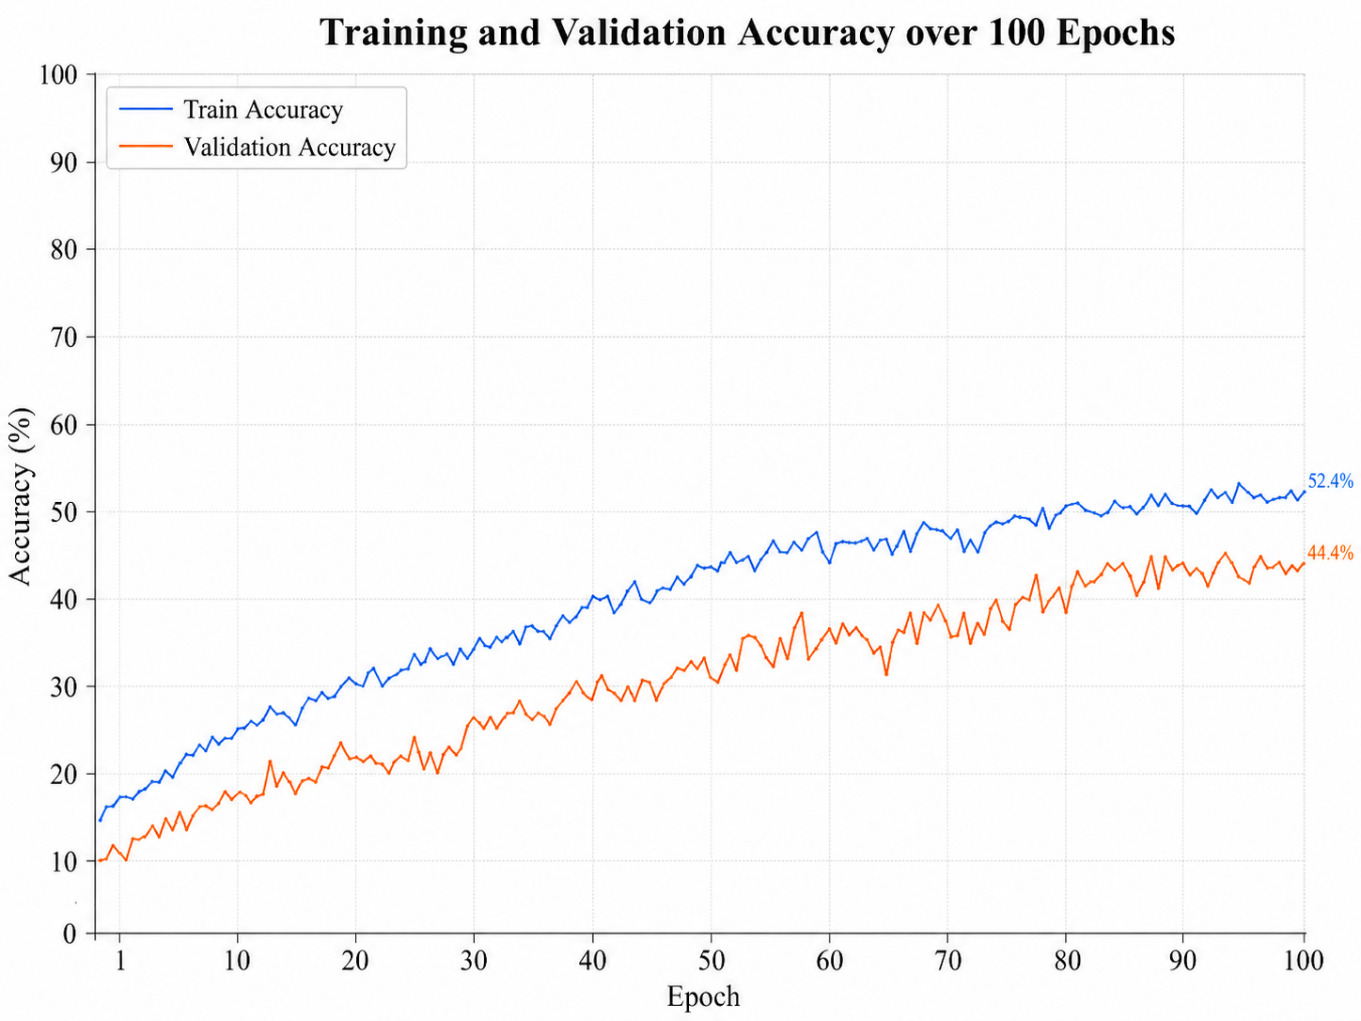 Training and Validation Accuracy over 100 Epochs
100
90
80
70
60
50
40
30
20
10
0
Train Accuracy
Validation Accuracy
Accuracy (%)
52.4%
44.4%
1 10 20 30 40 50 60 70 80 90 100
Epoch